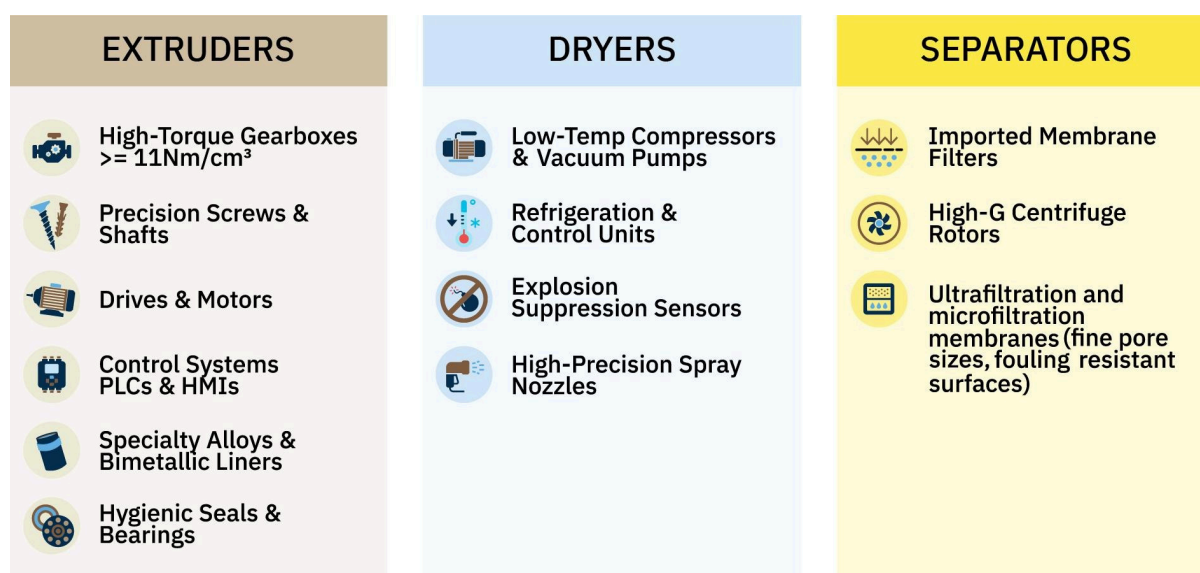 EXTRUDERS
High-Torque Gearboxes
>= 11Nm/cm³
Precision Screws &
Shafts
Drives & Motors
Control Systems
PLCs & HMIs
Specialty Alloys &
Bimetallic Liners
Hygienic Seals &
Bearings
DRYERS
Low-Temp Compressors
& Vacuum Pumps
Refrigeration &
Control Units
Explosion
Suppression Sensors
High-Precision Spray
Nozzles
SEPARATORS
Imported Membrane
Filters
High-G Centrifuge
Rotors
Ultrafiltration and
microfiltration
membranes (fine pore
sizes, fouling resistant
surfaces)